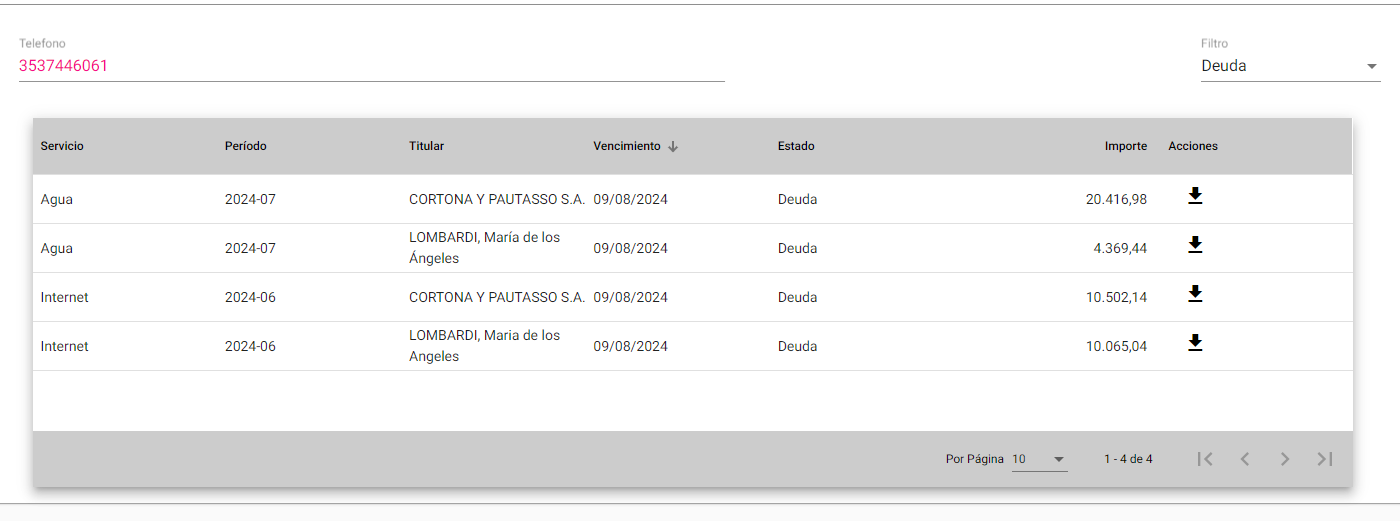 Telefono
3537446061
Filtro
Deuda
Servicio Período Titular Vencimiento Estado Importe Acciones
Agua 2024-07 CORTONA Y PAUTASSO S.A. 09/08/2024 Deuda 20.416,98
Agua 2024-07 LOMBARDI, María de los Ángeles 09/08/2024 Deuda 4.369,44
Internet 2024-06 CORTONA Y PAUTASSO S.A. 09/08/2024 Deuda 10.502,14
Internet 2024-06 LOMBARDI, Maria de los Angeles 09/08/2024 Deuda 10.065,04
Por Página 10 1 - 4 de 4